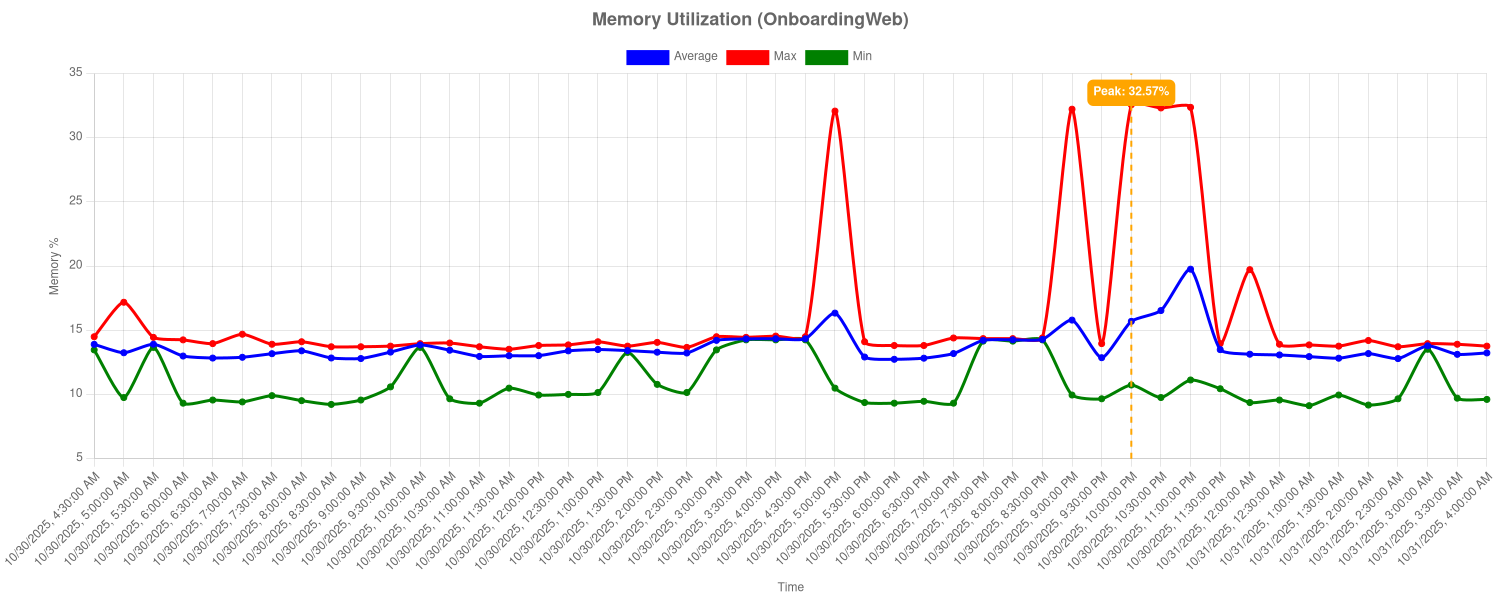 Memory Utilization (OnboardingWeb)
Average Max Min
Peak: 32.57%
35
30
25
20
15
10
5
Memory %
10/30/2025, 4:30:00 AM
10/30/2025, 5:00:00 AM
10/30/2025, 5:30:00 AM
10/30/2025, 6:00:00 AM
10/30/2025, 6:30:00 AM
10/30/2025, 7:00:00 AM
10/30/2025, 7:30:00 AM
10/30/2025, 8:00:00 AM
10/30/2025, 8:30:00 AM
10/30/2025, 9:00:00 AM
10/30/2025, 9:30:00 AM
10/30/2025, 10:00:00 AM
10/30/2025, 10:30:00 AM
10/30/2025, 11:00:00 AM
10/30/2025, 11:30:00 AM
10/30/2025, 12:00:00 PM
10/30/2025, 12:30:00 PM
10/30/2025, 1:00:00 PM
10/30/2025, 1:30:00 PM
10/30/2025, 2:00:00 PM
10/30/2025, 2:30:00 PM
10/30/2025, 3:00:00 PM
10/30/2025, 3:30:00 PM
10/30/2025, 4:00:00 PM
10/30/2025, 4:30:00 PM
10/30/2025, 5:00:00 PM
10/30/2025, 5:30:00 PM
10/30/2025, 6:00:00 PM
10/30/2025, 6:30:00 PM
10/30/2025, 7:00:00 PM
10/30/2025, 7:30:00 PM
10/30/2025, 8:00:00 PM
10/30/2025, 8:30:00 PM
10/30/2025, 9:00:00 PM
10/30/2025, 9:30:00 PM
10/30/2025, 10:00:00 PM
10/30/2025, 10:30:00 PM
10/30/2025, 11:00:00 PM
10/30/2025, 11:30:00 PM
10/31/2025, 12:00:00 AM
10/31/2025, 12:30:00 AM
10/31/2025, 1:00:00 AM
10/31/2025, 1:30:00 AM
10/31/2025, 2:00:00 AM
10/31/2025, 2:30:00 AM
10/31/2025, 3:00:00 AM
10/31/2025, 3:30:00 AM
10/31/2025, 4:00:00 AM
Time